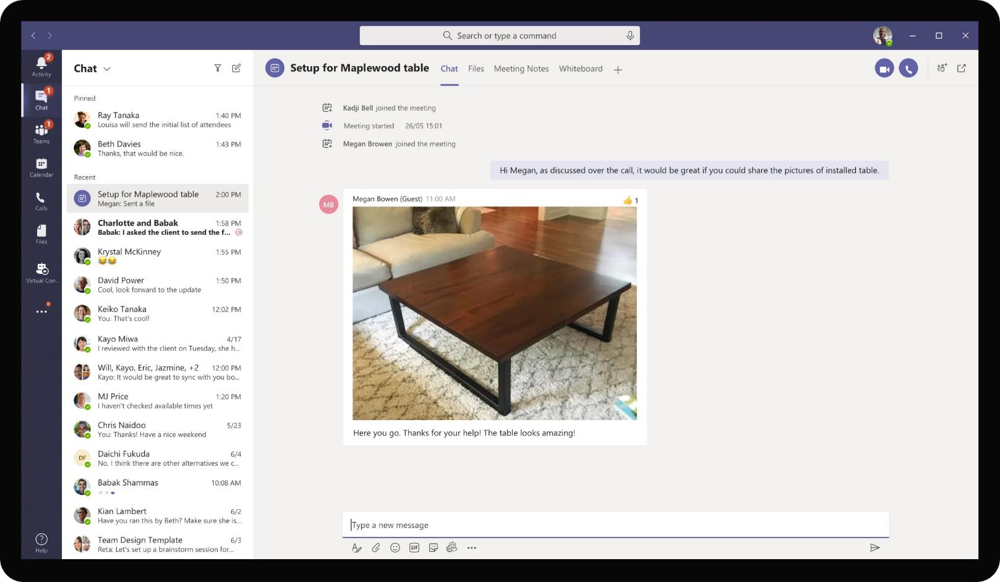 Search or type a command
2
Activity
1
Chat
1
Teams
Calendar
Calls
Files
Virtual Con..
Help
Chat
Pinned
Ray Tanaka 1:40 PM
Louisa will send the initial list of attendees
Beth Davies 1:43 PM
Thanks, that would be nice.
Recent
Setup for Maplewood table 2:00 PM
Megan: Sent a file
Charlotte and Babak 1:58 PM
Babak: I asked the client to send the f... @
Krystal McKinney 1:55 PM
😂😂
David Power 1:50 PM
Cool, look forward to the update
Keiko Tanaka 12:02 PM
You: That's cool!
Kayo Miwa 4/17
I reviewed with the client on Tuesday, she h...
Will, Kayo, Eric, Jazmine, +2 12:00 PM
Kayo: It would be great to sync with you bo...
MJ Price 1:20 PM
I haven't checked available times yet
Chris Naidoo 5/23
You: Thanks! Have a nice weekend
DF
Daichi Fukuda 6/4
No, I think there are other alternatives we c...
Babak Shammas 10:08 AM
Kian Lambert 6/2
Have you ran this by Beth? Make sure she is...
Team Design Template 6/3
Reta: Let's set up a brainstorm session for...
Setup for Maplewood table Chat Files Meeting Notes Whiteboard
Kadji Bell joined the meeting
Meeting started 26/05 15:01
Megan Browen joined the meeting
Hi Megan, as discussed over the call, it would be great if you could share the pictures of installed table.
MB
Megan Bowen (Guest) 11:00 AM 👍 1
Here you go. Thanks for your help! The table looks amazing!
Type a new message
GIF